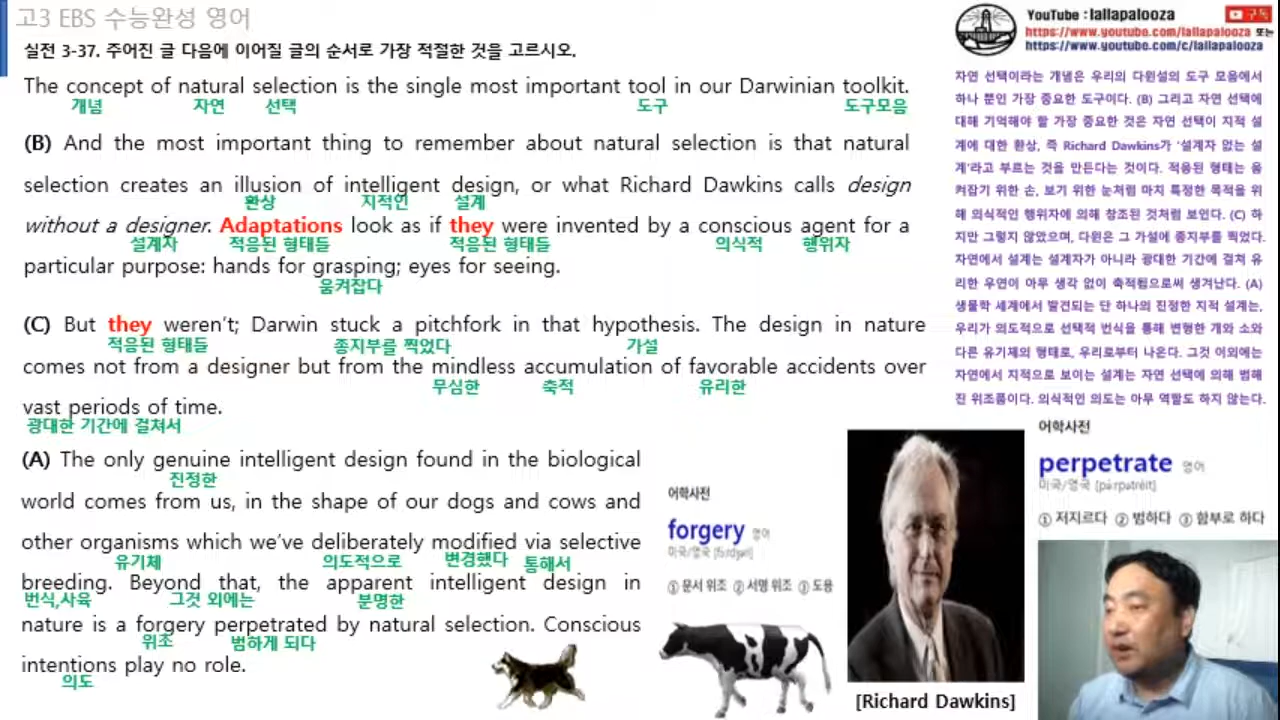 고3 EBS 수능완성 영어
실전 3-37. 주어진 글 다음에 이어질 글의 순서로 가장 적절한 것을 고르시오.
The concept of natural selection is the single most important tool in our Darwinian toolkit.
개념 자연 선택 도구 도구모음
(B) And the most important thing to remember about natural selection is that natural
selection creates an illusion of intelligent design, or what Richard Dawkins calls design
환상 지적인 설계
without a designer. Adaptations look as if they were invented by a conscious agent for a
설계자 적응된 형태들 적응된 형태들 의식적 행위자
particular purpose: hands for grasping; eyes for seeing.
움켜잡다
(C) But they weren't; Darwin stuck a pitchfork in that hypothesis. The design in nature
적응된 형태들 종지부를 찍었다 가설
comes not from a designer but from the mindless accumulation of favorable accidents over
무심한 축적 유리한
vast periods of time.
광대한 기간에 걸쳐서
(A) The only genuine intelligent design found in the biological
진정한
world comes from us, in the shape of our dogs and cows and
other organisms which we've deliberately modified via selective
유기체 의도적으로 변경했다 통해서
breeding. Beyond that, the apparent intelligent design in
번식,사육 그것 외에는 분명한
nature is a forgery perpetrated by natural selection. Conscious
위조 범하게 되다
intentions play no role.
의도
YouTube : lallapalooza
구독
https://www.youtube.com/lallapalooza 또는
https://www.youtube.com/c/lallapalooza
자연 선택이라는 개념은 우리의 다윈설의 도구 모음에서
하나 뿐인 가장 중요한 도구이다. (B) 그리고 자연 선택에
대해 기억해야 할 가장 중요한 것은 자연 선택이 지적 설
계에 대한 환상, 즉 Richard Dawkins가 '설계자 없는 설
계'라고 부르는 것을 만든다는 것이다. 적응된 형태는 움
켜잡기 위한 손, 보기 위한 눈처럼 마치 특정한 목적을 위
해 의식적인 행위자에 의해 창조된 것처럼 보인다. (C) 하
지만 그렇지 않았으며, 다윈은 그 가설에 종지부를 찍었다.
자연에서 설계는 설계자가 아니라 광대한 기간에 걸쳐 유
리한 우연이 아무 생각 없이 축적됨으로써 생겨난다. (A)
생물학 세계에서 발견되는 단 하나의 진정한 지적 설계는,
우리가 의도적으로 선택적 번식을 통해 변형한 개와 소와
다른 유기체의 형태로, 우리로부터 나온다. 그것 이외에는
자연에서 지적으로 보이는 설계는 자연 선택에 의해 범해
진 위조품이다. 의식적인 의도는 아무 역할도 하지 않는다.
어학사전
forgery 영어
미국/영국
① 문서 위조 ② 서명 위조 ③ 도용
[Richard Dawkins]
어학사전
perpetrate 영어
미국/영국
① 저지르다 ② 범하다 ③ 함부로 하다